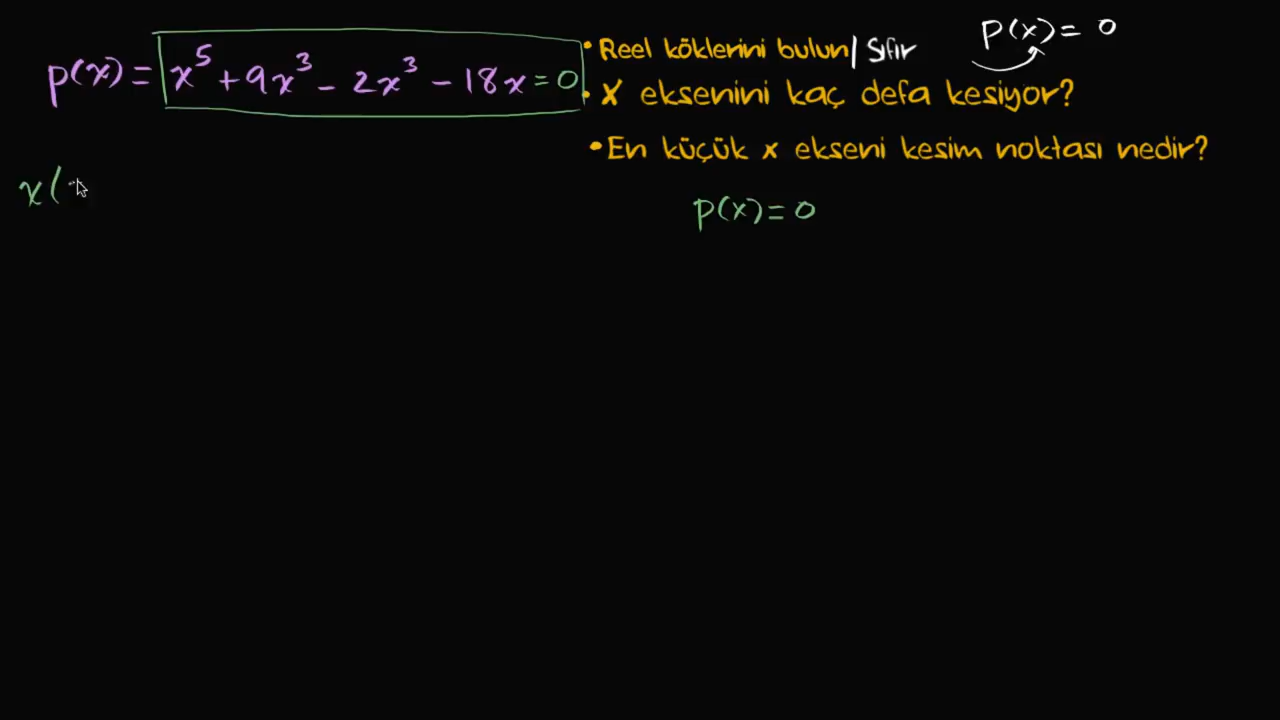 p(x) = x⁵ + 9x³ - 2x³ - 18x = 0
• Reel köklerini bulun / Sıfır
p(x) = 0
• X eksenini kaç defa kesiyor?
• En küçük x ekseni kesim noktası nedir?
x(
p(x) = 0